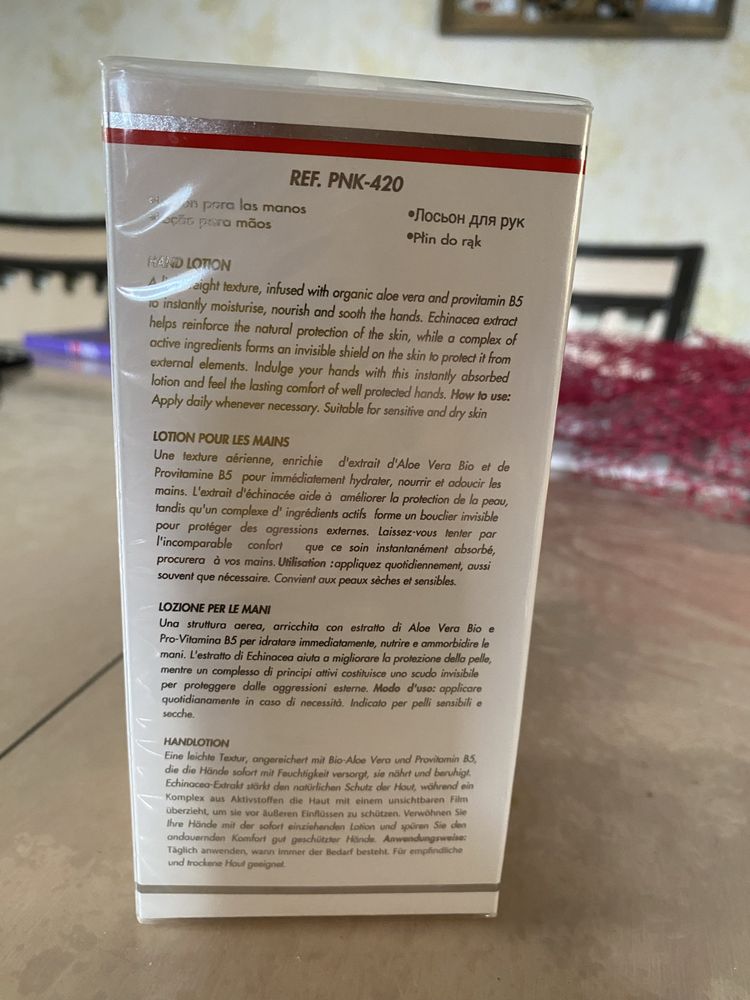 REF. PNK-420
para las manos
para mãos
•Лосьон для рук
•Płin do rąk
HAND LOTION
texture, infused with organic aloe vera and provitamin B5
to instantly moisturise, nourish and sooth the hands. Echinacea extract
helps reinforce the natural protection of the skin, while a complex of
active ingredients forms an invisible shield on the skin to protect it from
external elements. Indulge your hands with this instantly absorbed
lotion and feel the lasting comfort of well protected hands. How to use:
Apply daily whenever necessary. Suitable for sensitive and dry skin
LOTION POUR LES MAINS
Une texture aérienne, enrichie d'extrait d'Aloe Vera Bio et de
Provitamine B5 pour immédiatement hydrater, nourrir et adoucir les
mains. L'extrait d'échinacée aide à améliorer la protection de la peau,
tandis qu'un complexe d' ingrédients actifs forme un bouclier invisible
pour protéger des agressions externes. Laissez-vous tenter par
l'incomparable confort que ce soin instantanément absorbé,
procurera à vos mains. Utilisation :appliquez quotidiennement, aussi
souvent que nécessaire. Convient aux peaux sèches et sensibles.
LOZIONE PER LE MANI
Una struttura aerea, arricchita con estratto di Aloe Vera Bio e
Pro-Vitamina B5 per idratare immediatamente, nutrire e ammorbidire le
mani. L'estratto di Echinacea aiuta a migliorare la protezione della pelle,
mentre un complesso di principi attivi costituisce uno scudo invisibile
per proteggere dalle aggressioni esterne. Modo d'uso: applicare
quotidianamente in caso di necessità. Indicato per pelli sensibili e
secche.
HANDLOTION
Eine leichte Textur, angereichert mit Bio-Aloe Vera und Provitamin B5,
die die Hände sofort mit Feuchtigkeit versorgt, sie nährt und beruhigt.
Echinacea-Extrakt stärkt den natürlichen Schutz der Haut, während ein
Komplex aus Aktivstoffen die Haut mit einem unsichtbaren Film
überzieht, um sie vor äußeren Einflüssen zu schützen. Verwöhnen Sie
Ihre Hände mit der sofort einziehenden Lotion und spüren Sie den
andauernden Komfort gut geschützter Hände. Anwendungsweise:
Täglich anwenden, wann immer der Bedarf besteht. Für empfindliche
und trockene Haut geeignet.